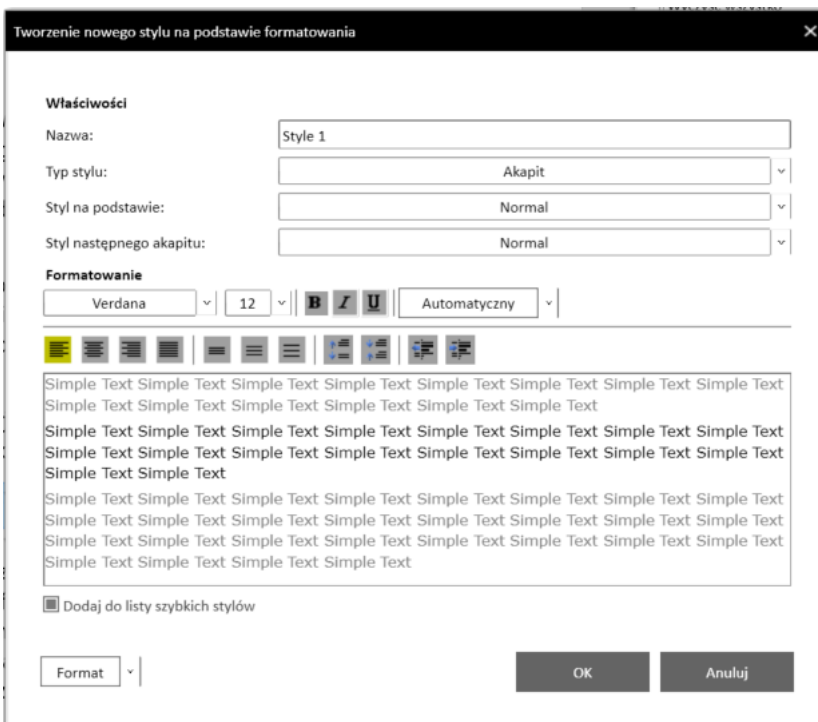 Tworzenie nowego stylu na podstawie formatowania
Właściwości
Nazwa: Style 1
Typ stylu: Akapit
Styl na podstawie: Normal
Styl następnego akapitu: Normal
Formatowanie
Verdana 12 B I U Automatyczny
Simple Text Simple Text Simple Text Simple Text Simple Text Simple Text Simple Text Simple Text
Simple Text Simple Text Simple Text Simple Text Simple Text Simple Text
Simple Text Simple Text Simple Text Simple Text Simple Text Simple Text Simple Text Simple Text
Simple Text Simple Text Simple Text Simple Text Simple Text Simple Text Simple Text Simple Text
Simple Text Simple Text
Simple Text Simple Text Simple Text Simple Text Simple Text Simple Text Simple Text Simple Text
Simple Text Simple Text Simple Text Simple Text Simple Text Simple Text Simple Text Simple Text
Simple Text Simple Text Simple Text Simple Text Simple Text Simple Text Simple Text Simple Text
Simple Text Simple Text Simple Text Simple Text
Dodaj do listy szybkich stylów
Format OK Anuluj